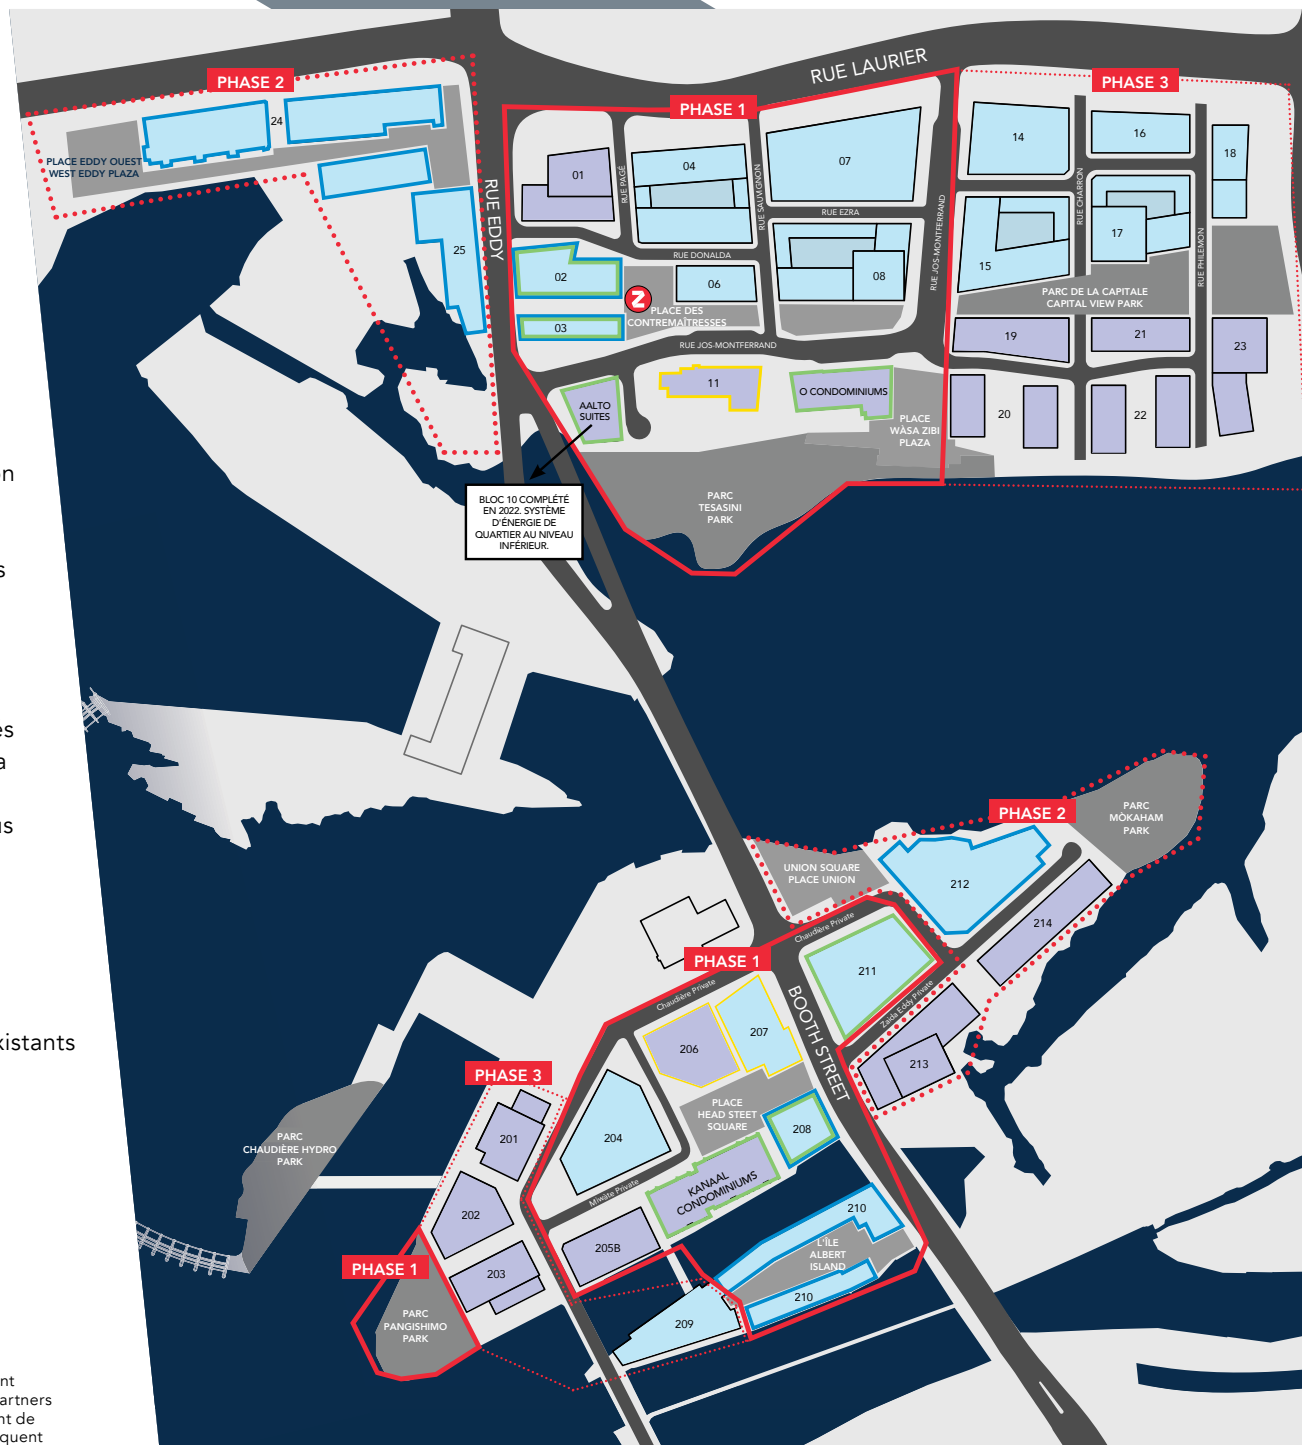 RUE LAURIER
PHASE 2
24
PLACE EDDY OUEST
WEST EDDY PLAZA
25
RUE EDDY
PHASE 1
01
RUE PAGÉ
04
RUE SAUVIGNON
07
RUE EZRA
RUE DONALDA
02
03
06
08
Z
PLACE DES
CONTREMAÎTRESSES
RUE JOS-MONTFERRAND
RUE JOS-MONTFERRAND
AALTO
SUITES
11
O CONDOMINIUMS
PLACE
WÀSA ZIBI
PLAZA
PARC
TESASINI
PARK
BLOC 10 COMPLÉTÉ
EN 2022. SYSTÈME
D'ÉNERGIE DE
QUARTIER AU NIVEAU
INFÉRIEUR.
PHASE 3
14
16
18
RUE CHARRON
15
17
RUE PHILEMON
PARC DE LA CAPITALE
CAPITAL VIEW PARK
19
21
23
20
22
PHASE 2
PARC
MÒKAHAM
PARK
UNION SQUARE
PLACE UNION
212
214
Chaudière Private
211
Zaida Eddy Private
213
PHASE 1
Chaudière Private
BOOTH STREET
206
207
PLACE
HEAD STEET
SQUARE
208
204
KANAAL
CONDOMINIUMS
Miwàte Private
205B
210
L'ÎLE
ALBERT
ISLAND
210
209
PHASE 3
201
202
203
PARC
CHAUDIÈRE HYDRO
PARK
PHASE 1
PARC
PANGISHIMO
PARK
on
s
es
a
us
xistants
nt
artners
nt de
quent